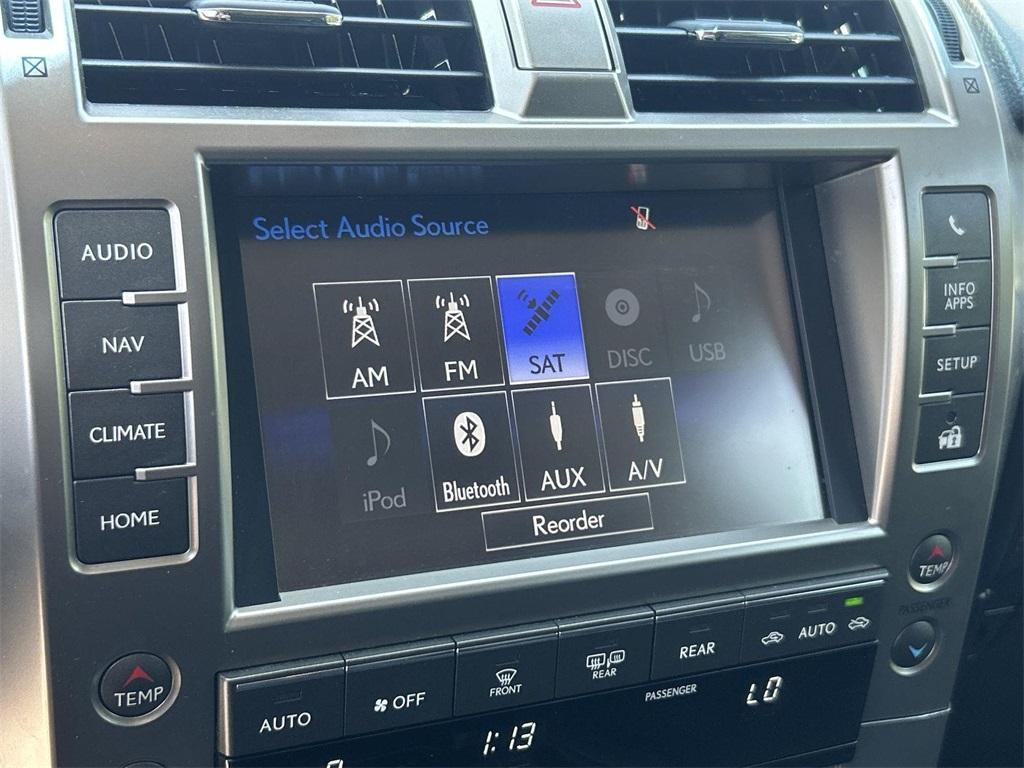 Select Audio Source
AUDIO
NAV
CLIMATE
HOME
AM
FM
SAT
DISC
USB
iPod
Bluetooth
AUX
A/V
Reorder
INFO
APPS
SETUP
TEMP
PASSENGER
TEMP
AUTO
OFF
FRONT
REAR
REAR
AUTO
PASSENGER
LO
1:13